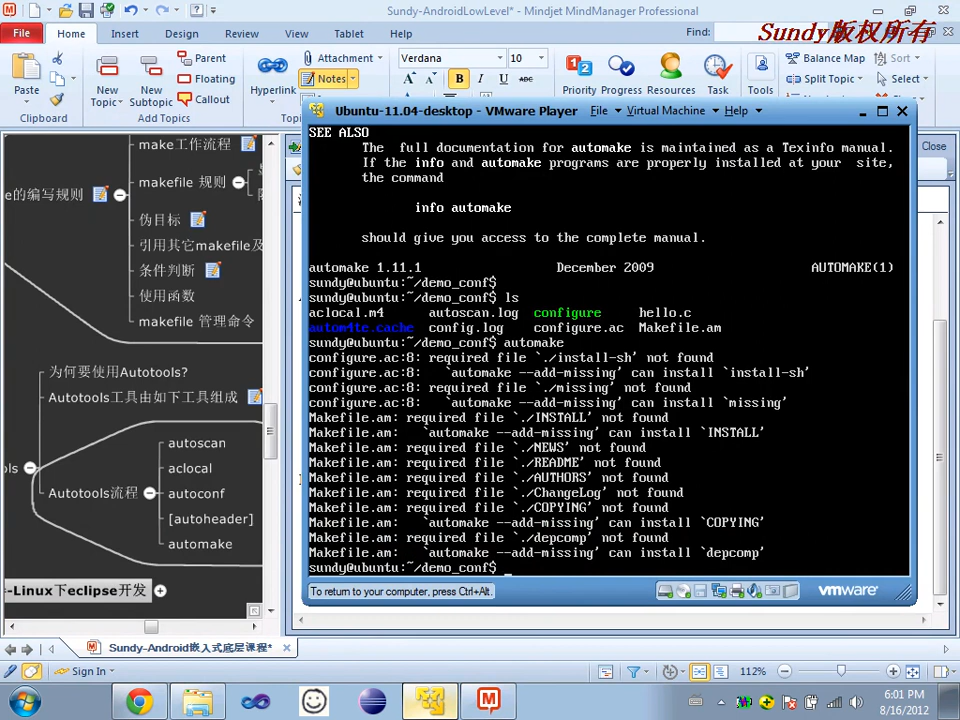 Sundy-AndroidLowLevel* - Mindjet MindManager Professional
Sundy版权所有
File
Home
Insert
Design
Review
View
Tablet
Help
Find:
Paste
Clipboard
New Topic
New Subtopic
Parent
Floating
Callout
Add Topics
Hyperlink
Attachment
Notes
Verdana
10
B
I
U
Priority
Progress
Resources
Task
Tools
Balance Map
Sort
Split Topic
Select
Close
Ubuntu-11.04-desktop - VMware Player
File
Virtual Machine
Help
SEE ALSO
The full documentation for automake is maintained as a Texinfo manual.
If the info and automake programs are properly installed at your site,
the command
info automake
should give you access to the complete manual.
automake 1.11.1 December 2009 AUTOMAKE(1)
sundy@ubuntu:~/demo_conf$
sundy@ubuntu:~/demo_conf$ ls
aclocal.m4 autoscan.log configure hello.c
autom4te.cache config.log configure.ac Makefile.am
sundy@ubuntu:~/demo_conf$ automake
configure.ac:8: required file `./install-sh' not found
configure.ac:8: `automake --add-missing' can install `install-sh'
configure.ac:8: required file `./missing' not found
configure.ac:8: `automake --add-missing' can install `missing'
Makefile.am: required file `./INSTALL' not found
Makefile.am: `automake --add-missing' can install `INSTALL'
Makefile.am: required file `./NEWS' not found
Makefile.am: required file `./README' not found
Makefile.am: required file `./AUTHORS' not found
Makefile.am: required file `./ChangeLog' not found
Makefile.am: required file `./COPYING' not found
Makefile.am: `automake --add-missing' can install `COPYING'
Makefile.am: required file `./depcomp' not found
Makefile.am: `automake --add-missing' can install `depcomp'
sundy@ubuntu:~/demo_conf$
To return to your computer, press Ctrl+Alt.
vmware
make工作流程
makefile 规则
e的编写规则
伪目标
引用其它makefile及
条件判断
使用函数
makefile 管理命令
为何要使用Autotools?
Autotools工具由如下工具组成
autoscan
aclocal
ols
Autotools流程
autoconf
[autoheader]
automake
-Linux下eclipse开发
Sundy-Android嵌入式底层课程*
Sign In
112%
6:01 PM
8/16/2012